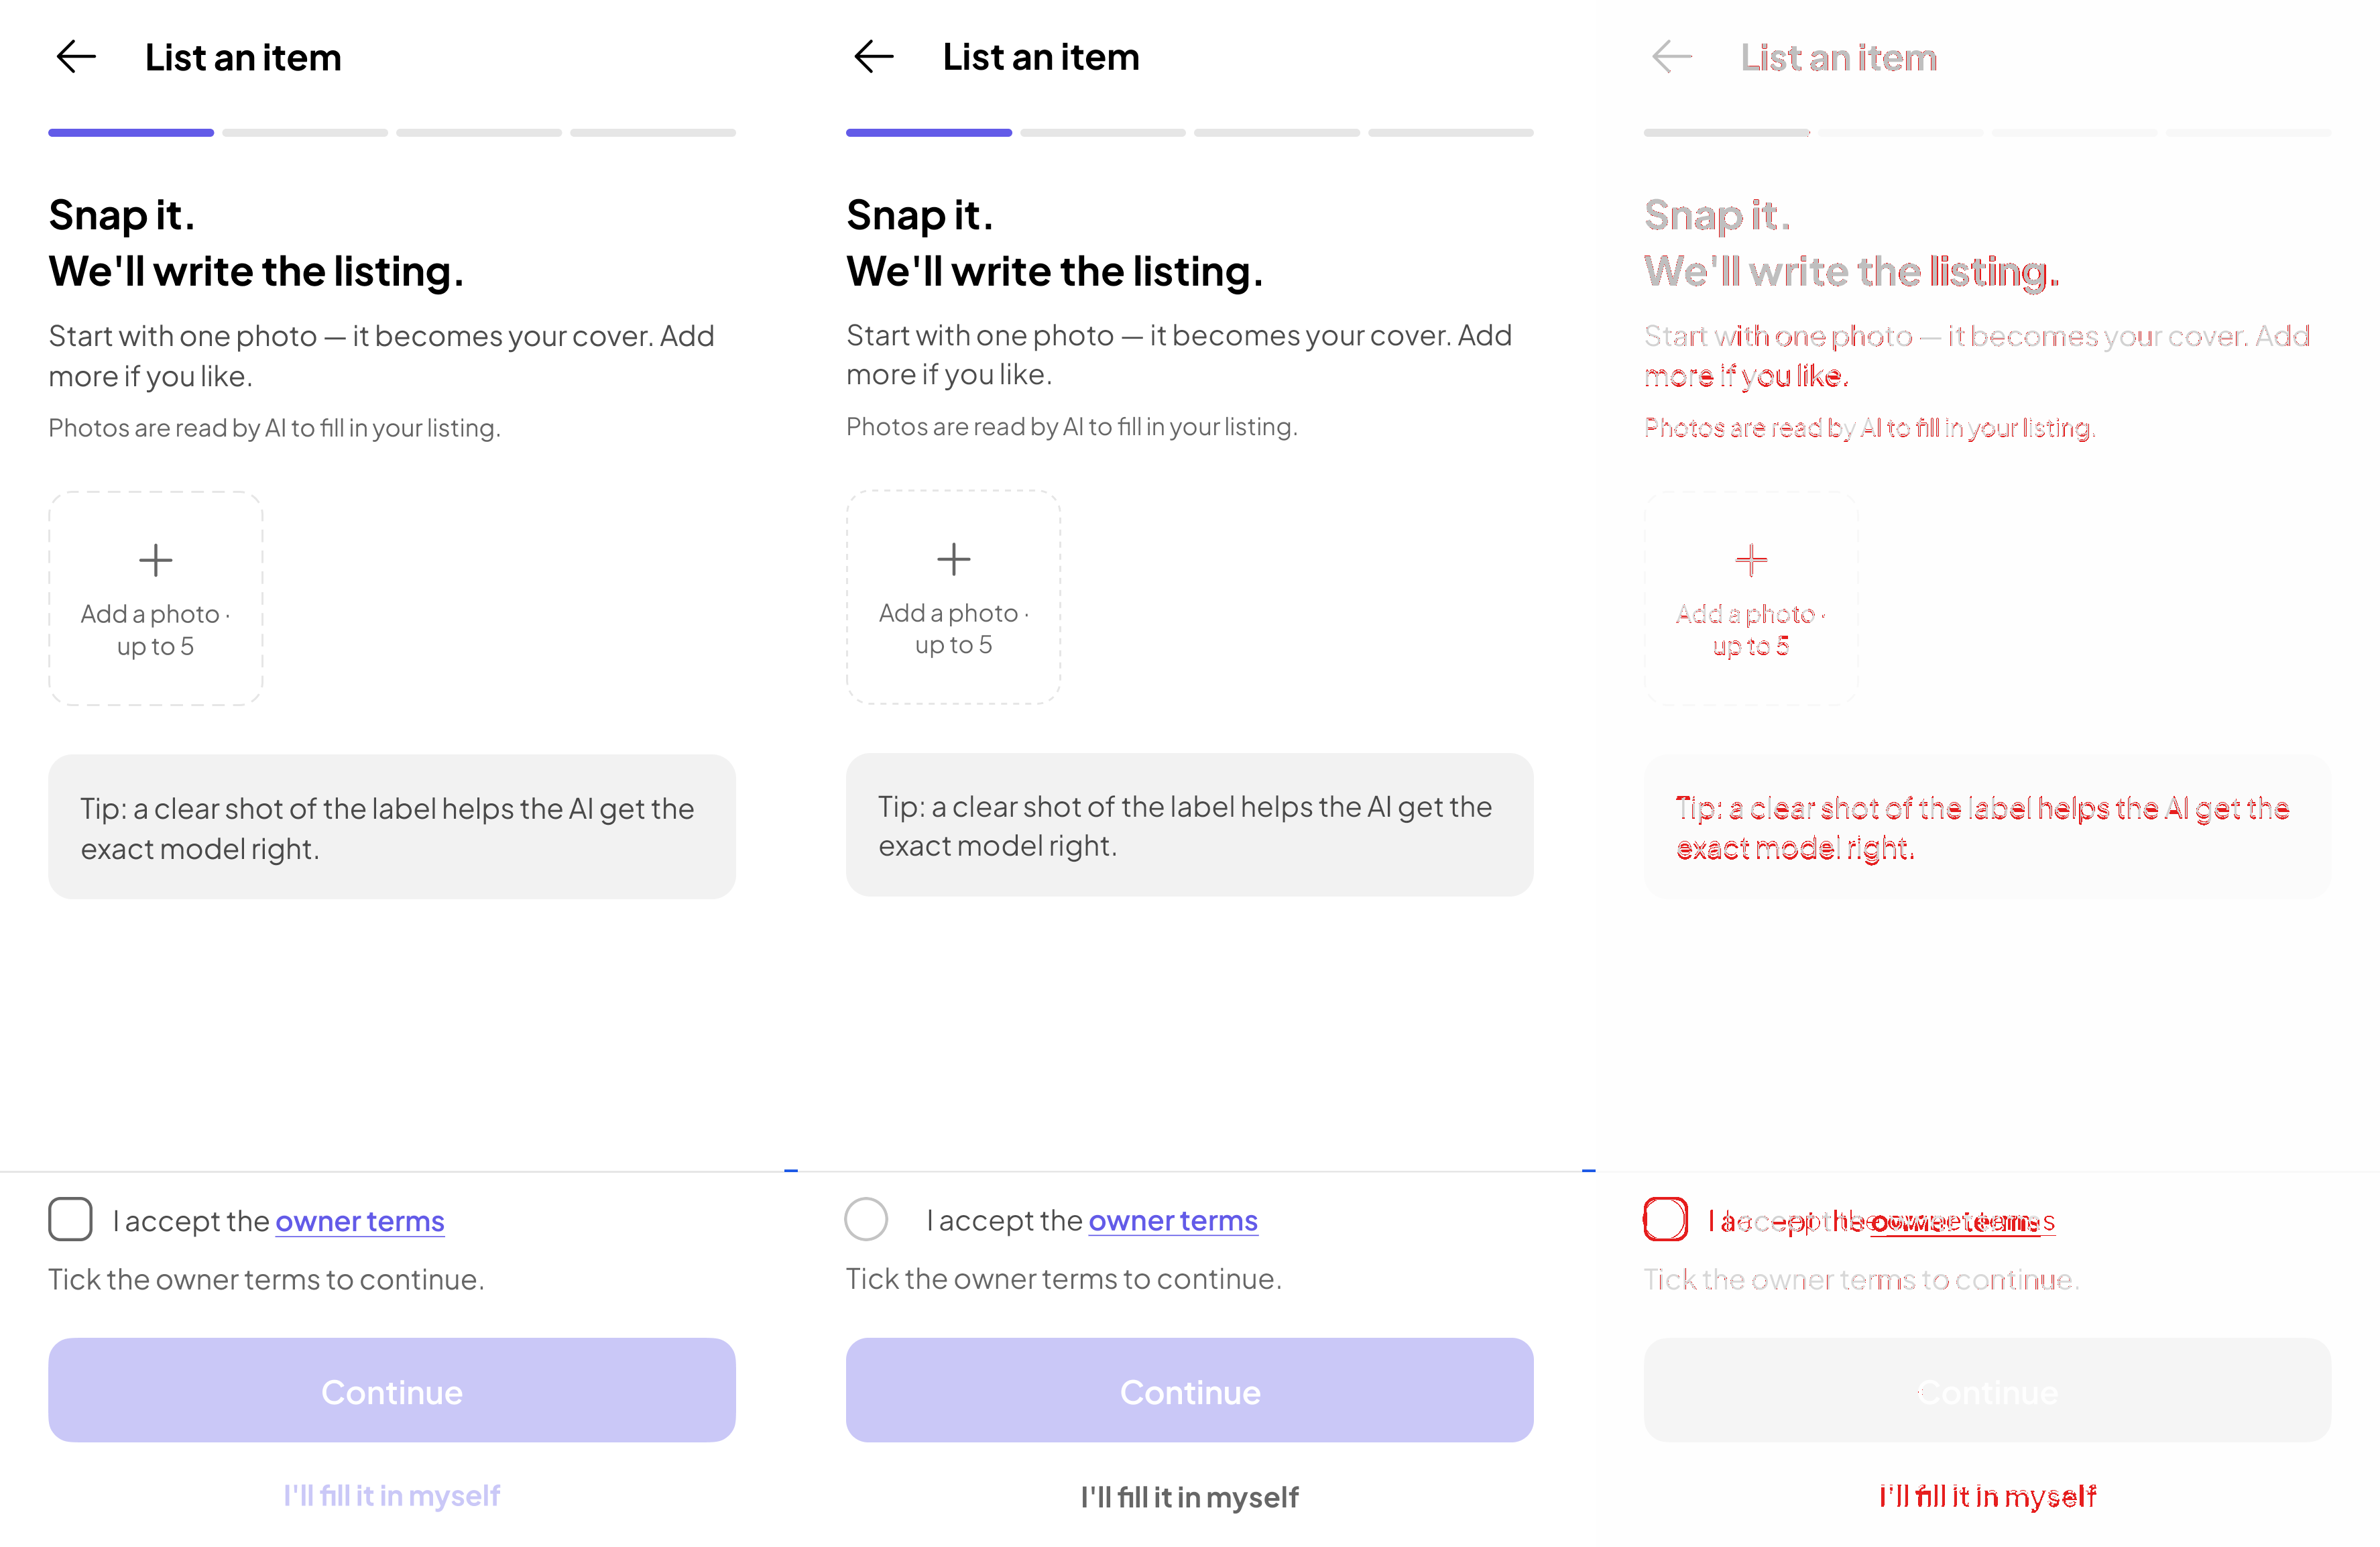 List an item
Snap it.
We'll write the listing.
Start with one photo — it becomes your cover. Add
more if you like.
Photos are read by AI to fill in your listing.
Add a photo ·
up to 5
Tip: a clear shot of the label helps the AI get the
exact model right.
I accept the owner terms
Tick the owner terms to continue.
Continue
I'll fill it in myself
List an item
Snap it.
We'll write the listing.
Start with one photo — it becomes your cover. Add
more if you like.
Photos are read by AI to fill in your listing.
Add a photo ·
up to 5
Tip: a clear shot of the label helps the AI get the
exact model right.
I accept the owner terms
Tick the owner terms to continue.
Continue
I'll fill it in myself
List an item
Snap it.
We'll write the listing.
Start with one photo — it becomes your cover. Add
more if you like.
Photos are read by AI to fill in your listing.
Add a photo ·
up to 5
Tip: a clear shot of the label helps the AI get the
exact model right.
I accept the owner terms
Tick the owner terms to continue.
Continue
I'll fill it in myself